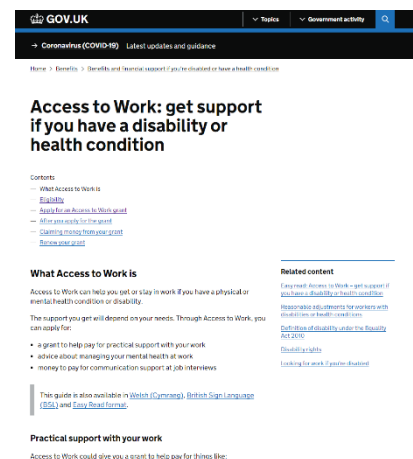 GOV.UK
Topics
Government activity
→ Coronavirus (COVID-19) Latest updates and guidance
Home > Benefits > Benefits and financial support if you're disabled or have a health condition
Access to Work: get support
if you have a disability or
health condition
Contents
— What Access to Work is
— Eligibility
— Apply for an Access to Work grant
— After you apply for the grant
— Claiming money from your grant
— Renew your grant
What Access to Work is
Access to Work can help you get or stay in work if you have a physical or
mental health condition or disability.
The support you get will depend on your needs. Through Access to Work, you
can apply for:
• a grant to help pay for practical support with your work
• advice about managing your mental health at work
• money to pay for communication support at job interviews
This guide is also available in Welsh (Cymraeg), British Sign Language
(BSL) and Easy Read format.
Practical support with your work
Access to Work could give you a grant to help pay for things like:
Related content
Easy read: Access to Work – get support if
you have a disability or health condition
Reasonable adjustments for workers with
disabilities or health conditions
Definition of disability under the Equality
Act 2010
Disability rights
Looking for work if you're disabled